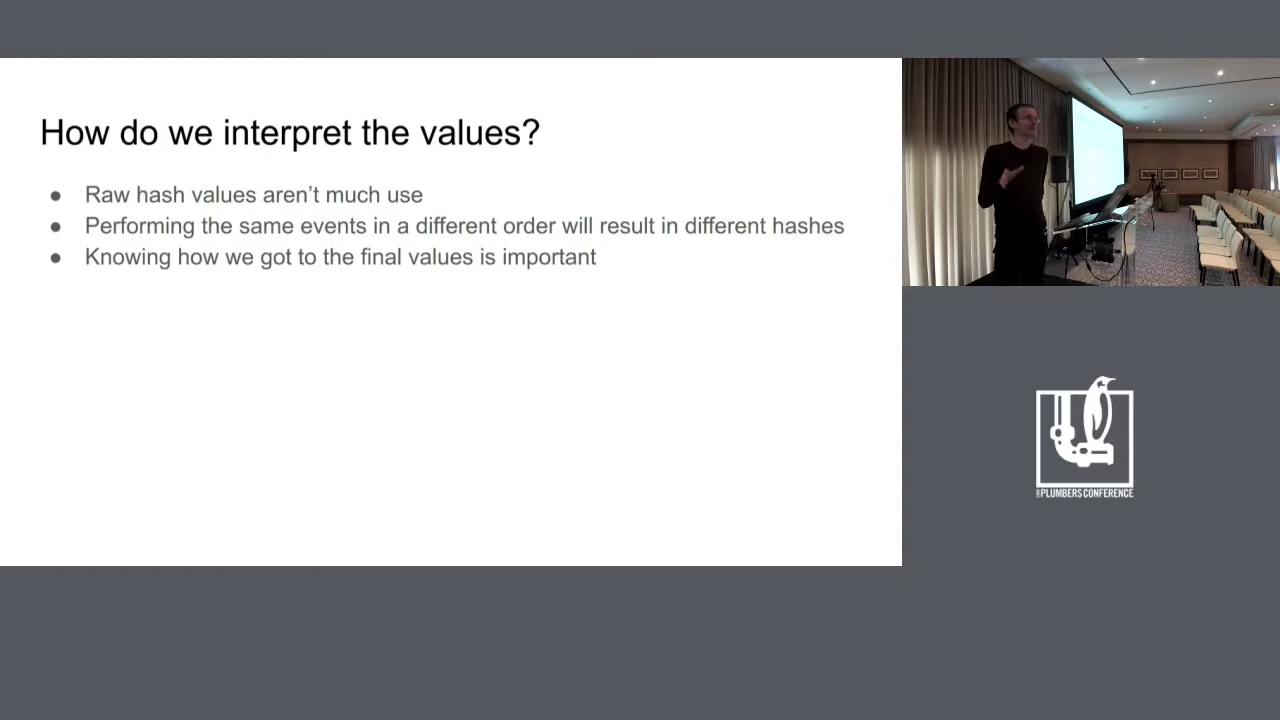 How do we interpret the values?
● Raw hash values aren’t much use
● Performing the same events in a different order will result in different hashes
● Knowing how we got to the final values is important
PLUMBERS CONFERENCE